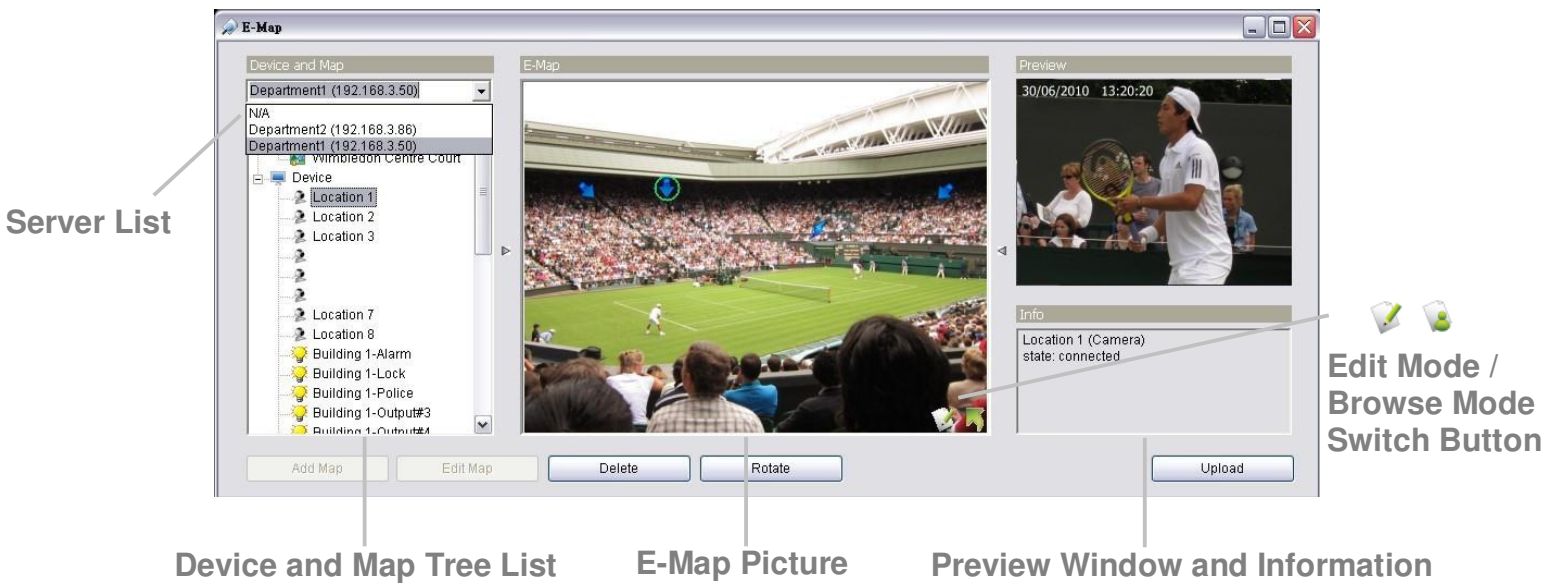 E-Map
Device and Map
E-Map
Preview
Department1 (192.168.3.50)
N/A
Department2 (192.168.3.86)
Department1 (192.168.3.50)
Wimbledon Centre Court
Device
Location 1
Location 2
Location 3
Location 7
Location 8
Building 1-Alarm
Building 1-Lock
Building 1-Police
Building 1-Output#3
Building 1-Output#4
30/06/2010 13:20:20
Info
Location 1 (Camera)
state: connected
Add Map
Edit Map
Delete
Rotate
Upload
Server List
Edit Mode /
Browse Mode
Switch Button
Device and Map Tree List
E-Map Picture
Preview Window and Information